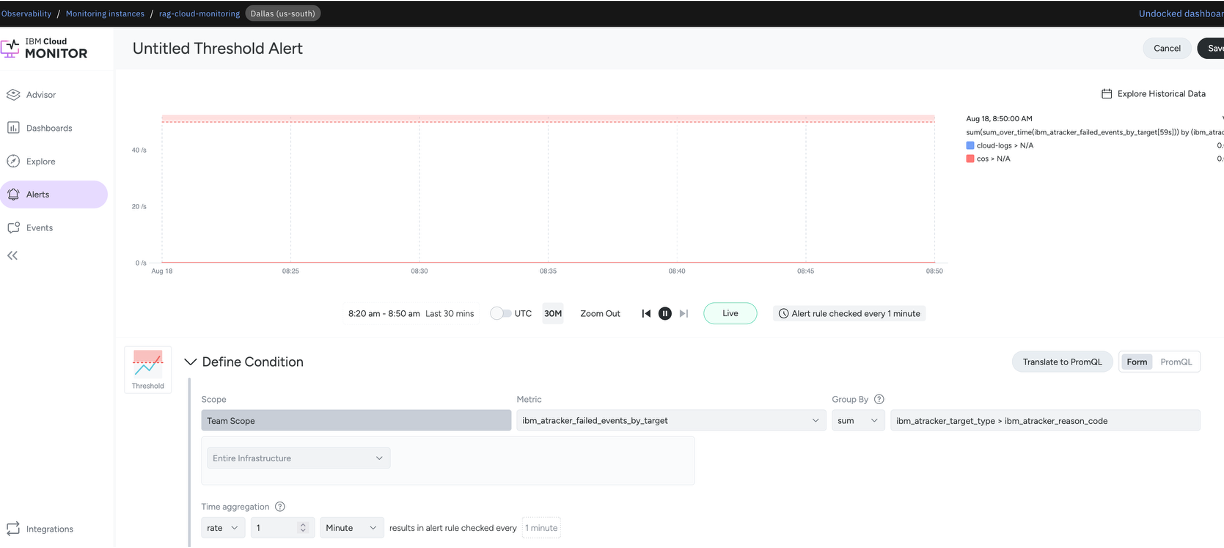 Observability / Monitoring instances / rag-cloud-monitoring Dallas (us-south) Undocked dashboar
IBM Cloud
MONITOR
Untitled Threshold Alert
Cancel Save
Advisor
Dashboards
Explore
Alerts
Events
Integrations
Explore Historical Data
40 /s
20 /s
0 /s
Aug 18 08:25 08:30 08:35 08:40 08:45 08:50
Aug 18, 8:50:00 AM
sum(sum_over_time(ibm_atracker_failed_events_by_target[59s])) by (ibm_atrac
cloud-logs > N/A 0.
cos > N/A 0.
8:20 am - 8:50 am Last 30 mins UTC 30M Zoom Out Live Alert rule checked every 1 minute
Threshold
Define Condition
Translate to PromQL Form PromQL
Scope Metric Group By ?
Team Scope ibm_atracker_failed_events_by_target sum ibm_atracker_target_type > ibm_atracker_reason_code
Entire Infrastructure
Time aggregation ?
rate 1 Minute results in alert rule checked every 1 minute